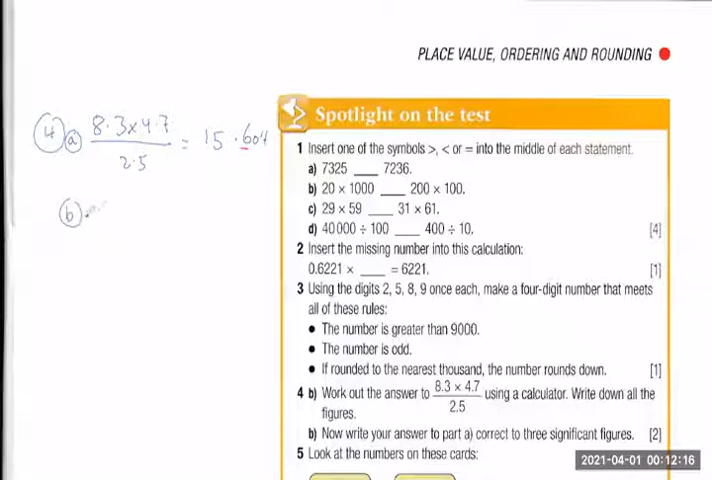 PLACE VALUE, ORDERING AND ROUNDING
4 a 8.3×4.7 / 2.5 = 15.604
b
Spotlight on the test
1 Insert one of the symbols >, < or = into the middle of each statement.
a) 7325 ___ 7236.
b) 20 × 1000 ___ 200 × 100.
c) 29 × 59 ___ 31 × 61.
d) 40 000 ÷ 100 ___ 400 ÷ 10. [4]
2 Insert the missing number into this calculation:
0.6221 × ___ = 6221. [1]
3 Using the digits 2, 5, 8, 9 once each, make a four-digit number that meets
all of these rules:
• The number is greater than 9000.
• The number is odd.
• If rounded to the nearest thousand, the number rounds down. [1]
4 b) Work out the answer to 8.3 × 4.7 / 2.5 using a calculator. Write down all the
figures.
b) Now write your answer to part a) correct to three significant figures. [2]
5 Look at the numbers on these cards:
2021-04-01 00:12:16